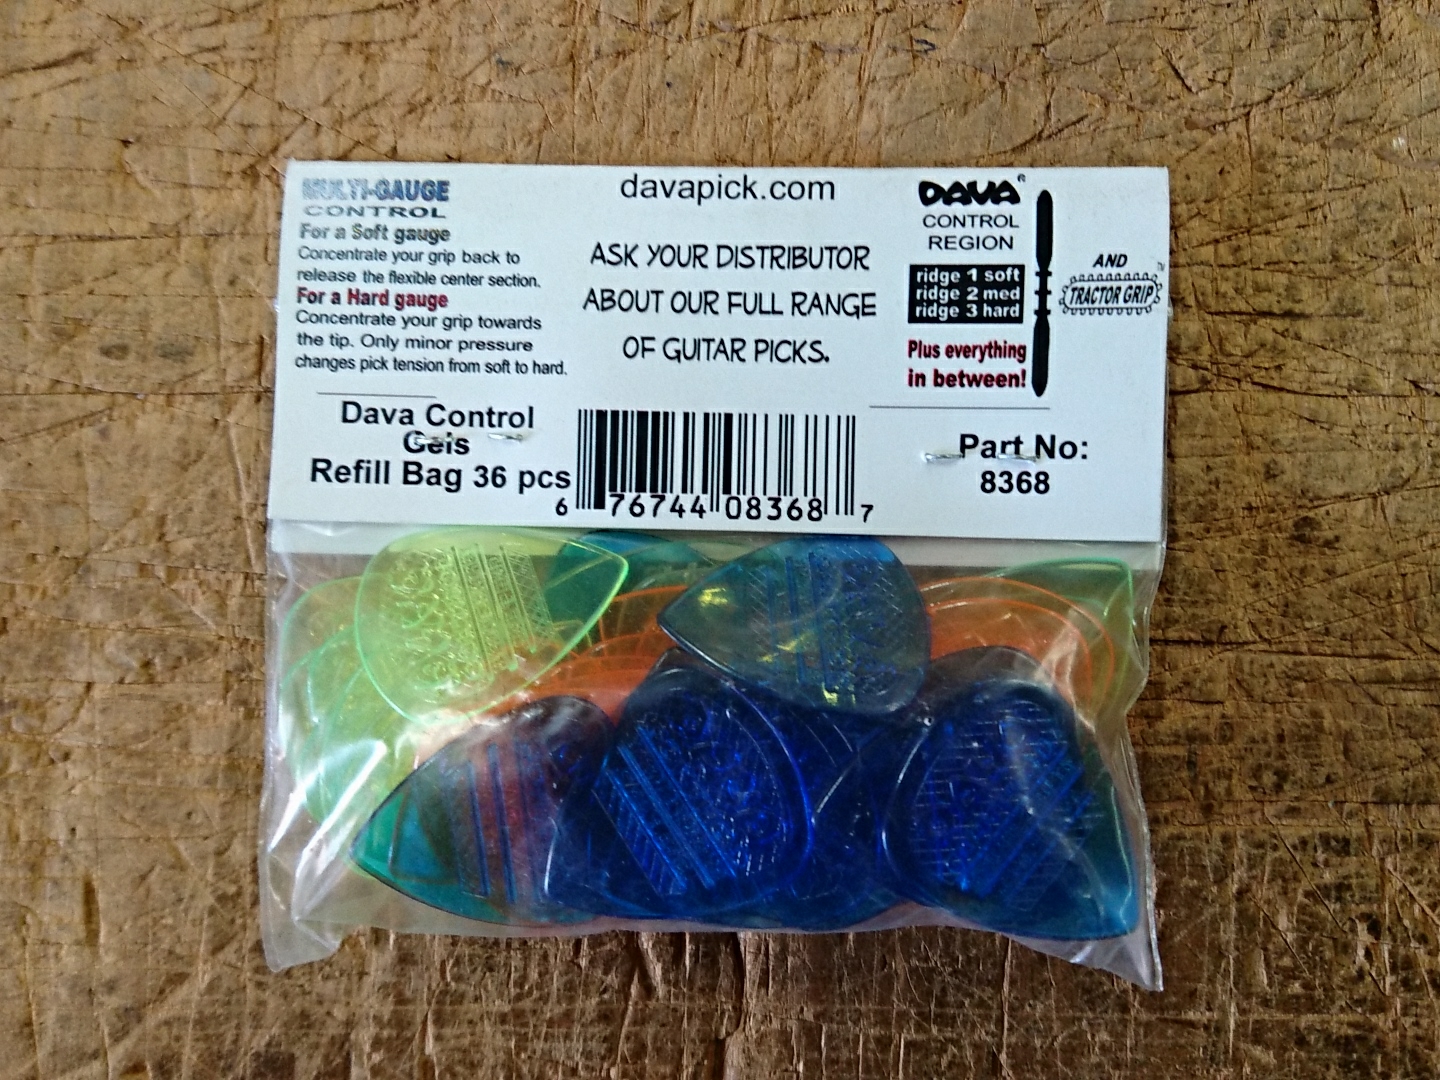 MULTI-GAUGE
CONTROL
For a Soft gauge
Concentrate your grip back to
release the flexible center section.
For a Hard gauge
Concentrate your grip towards
the tip. Only minor pressure
changes pick tension from soft to hard.
davapick.com
ASK YOUR DISTRIBUTOR
ABOUT OUR FULL RANGE
OF GUITAR PICKS.
DAVA®
CONTROL
REGION
ridge 1 soft
ridge 2 med
ridge 3 hard
Plus everything
in between!
AND
TRACTOR GRIP™
Dava Control
Gels
Refill Bag 36 pcs
6 76744 08368 7
Part No:
8368